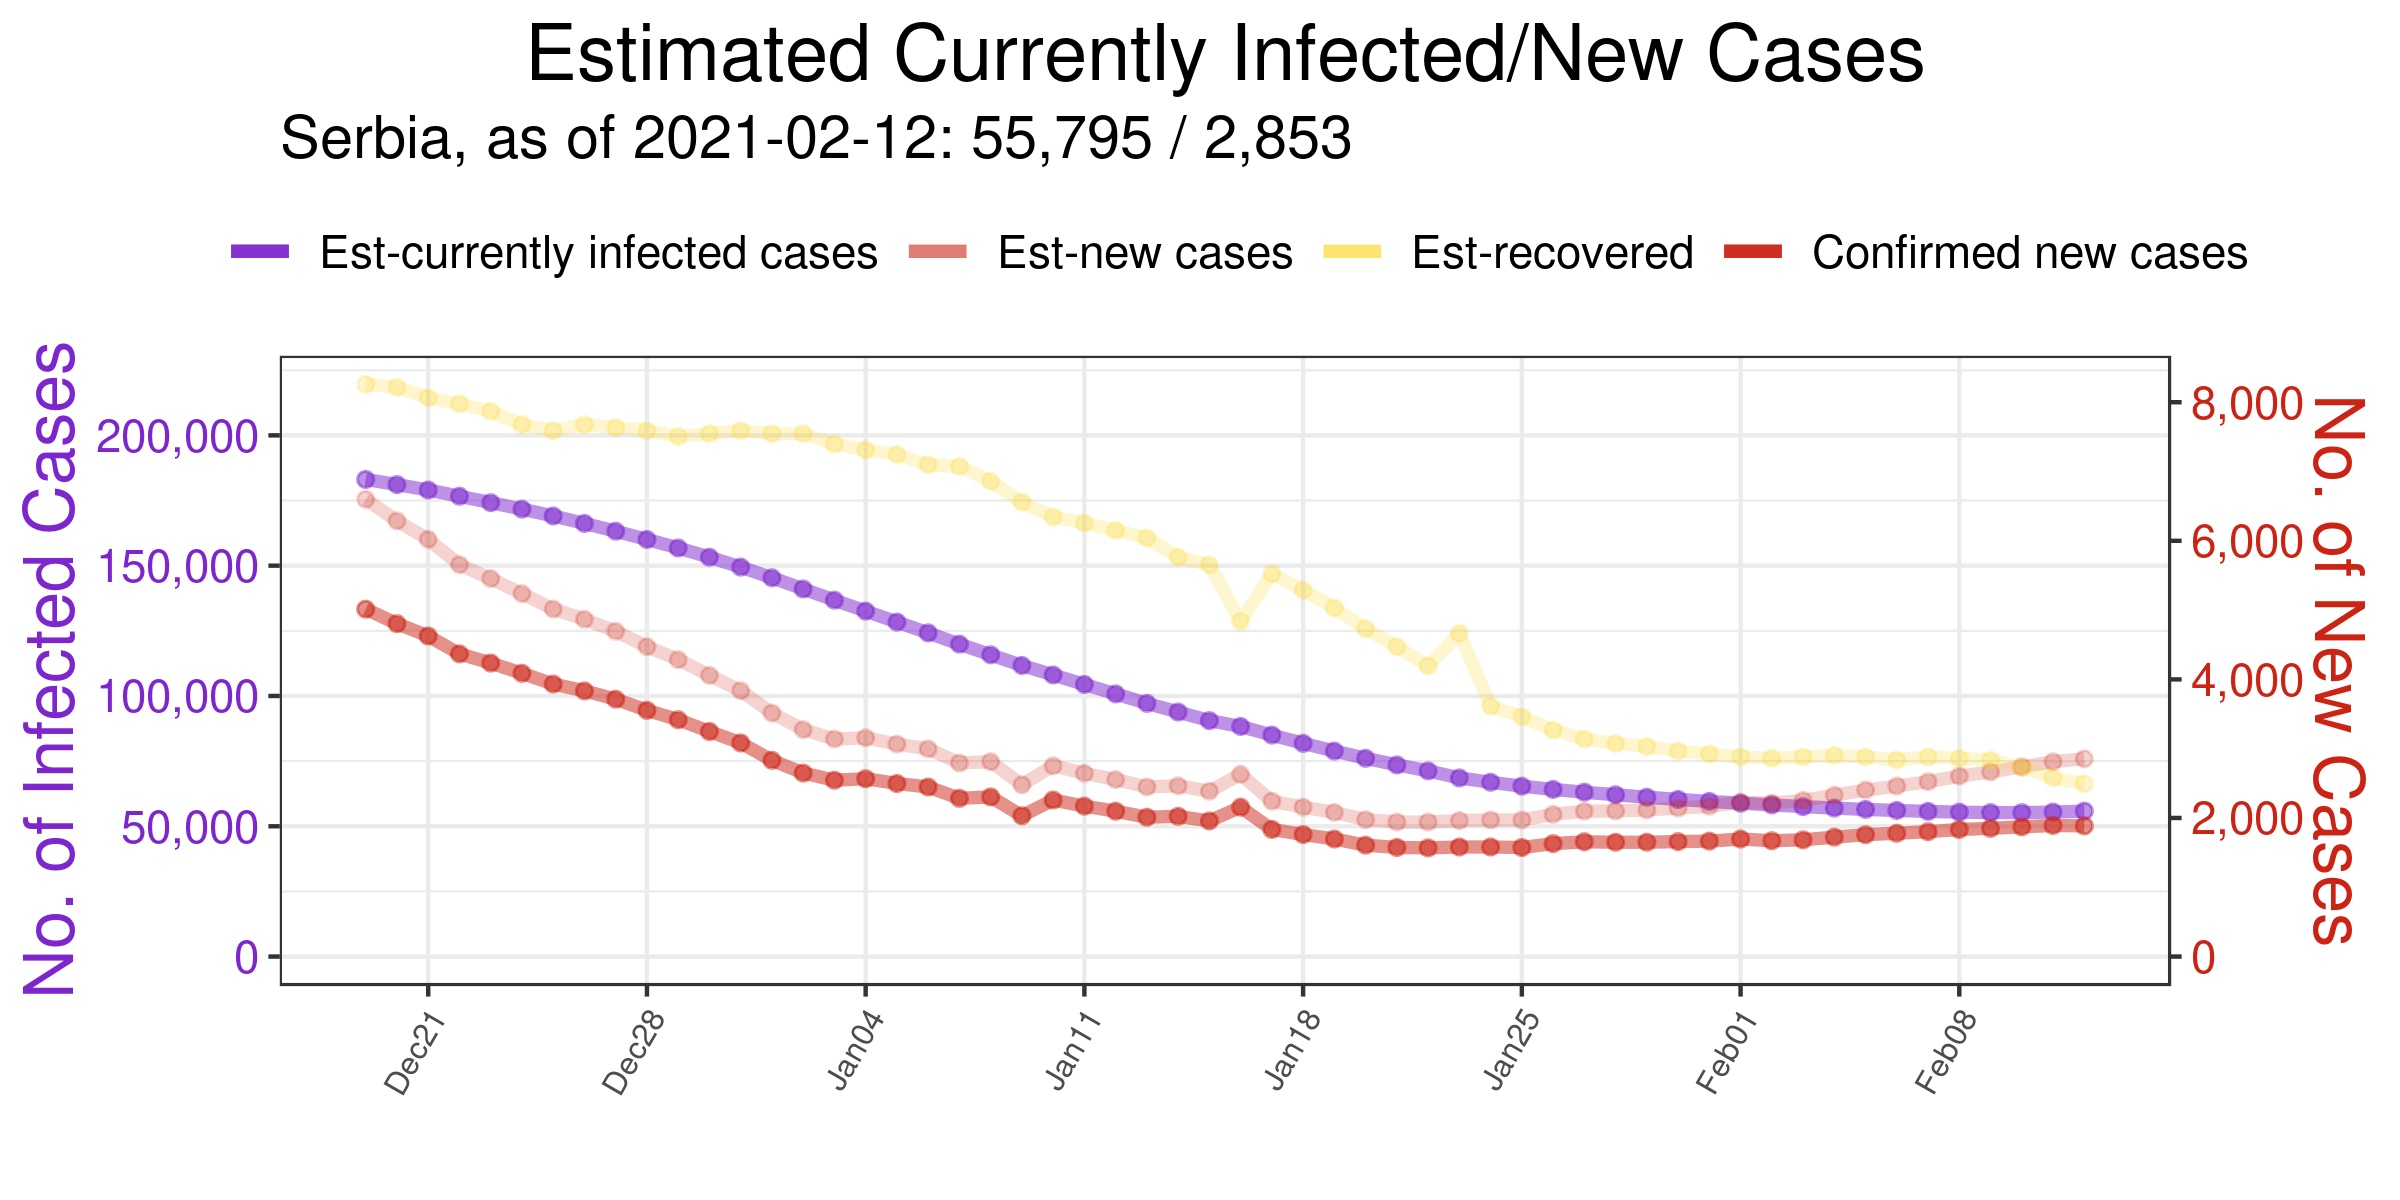 Estimated Currently Infected/New Cases
Serbia, as of 2021-02-12: 55,795 / 2,853
Est-currently infected cases Est-new cases Est-recovered Confirmed new cases
No. of Infected Cases
200,000
150,000
100,000
50,000
0
8,000
6,000
4,000
2,000
0
No. of New Cases
Dec21 Dec28 Jan04 Jan11 Jan18 Jan25 Feb01 Feb08